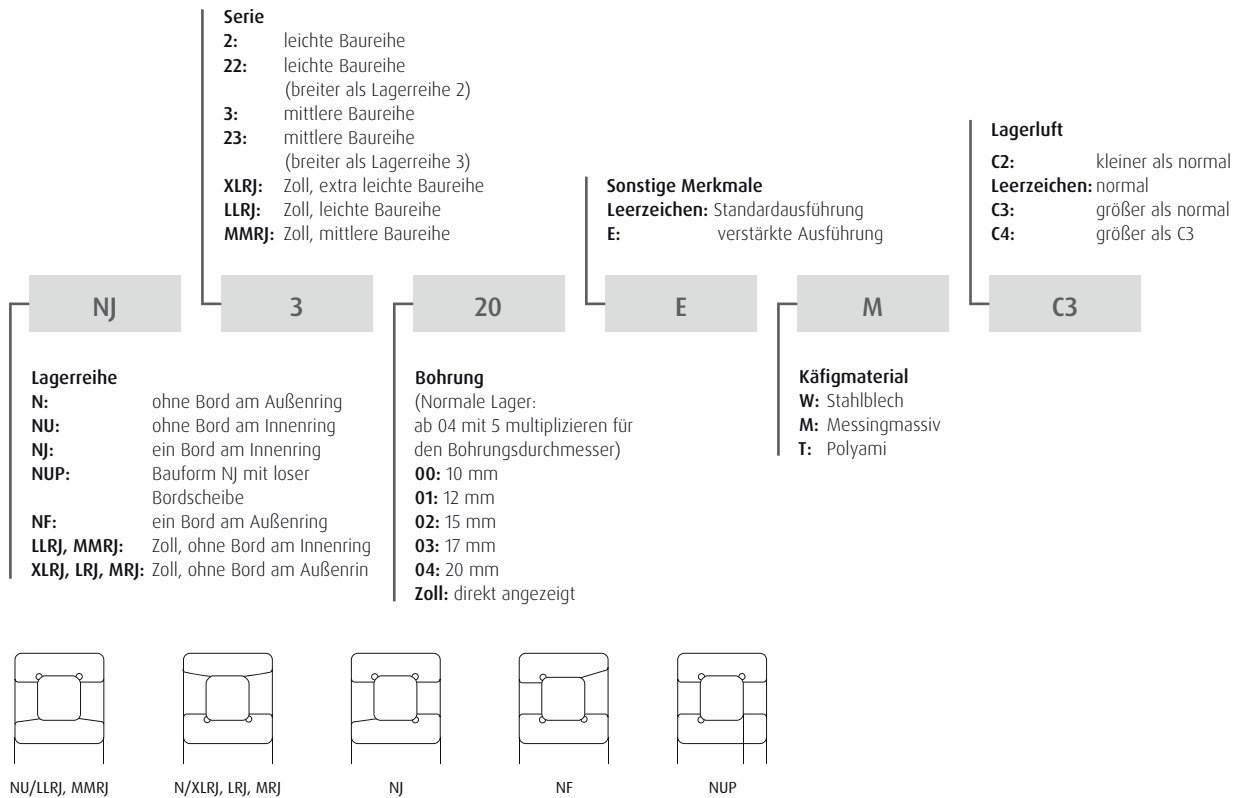 Serie
2: leichte Baureihe
22: leichte Baureihe
(breiter als Lagerreihe 2)
3: mittlere Baureihe
23: mittlere Baureihe
(breiter als Lagerreihe 3)
XLRJ: Zoll, extra leichte Baureihe
LLRJ: Zoll, leichte Baureihe
MMRJ: Zoll, mittlere Baureihe
Sonstige Merkmale
Leerzeichen: Standardausführung
E: verstärkte Ausführung
Lagerluft
C2: kleiner als normal
Leerzeichen: normal
C3: größer als normal
C4: größer als C3
NJ 3 20 E M C3
Lagerreihe
N: ohne Bord am Außenring
NU: ohne Bord am Innenring
NJ: ein Bord am Innenring
NUP: Bauform NJ mit loser
Bordscheibe
NF: ein Bord am Außenring
LLRJ, MMRJ: Zoll, ohne Bord am Innenring
XLRJ, LRJ, MRJ: Zoll, ohne Bord am Außenrin
Bohrung
(Normale Lager:
ab 04 mit 5 multiplizieren für
den Bohrungsdurchmesser)
00: 10 mm
01: 12 mm
02: 15 mm
03: 17 mm
04: 20 mm
Zoll: direkt angezeigt
Käfigmaterial
W: Stahlblech
M: Messingmassiv
T: Polyami
NU/LLRJ, MMRJ
N/XLRJ, LRJ, MRJ
NJ
NF
NUP